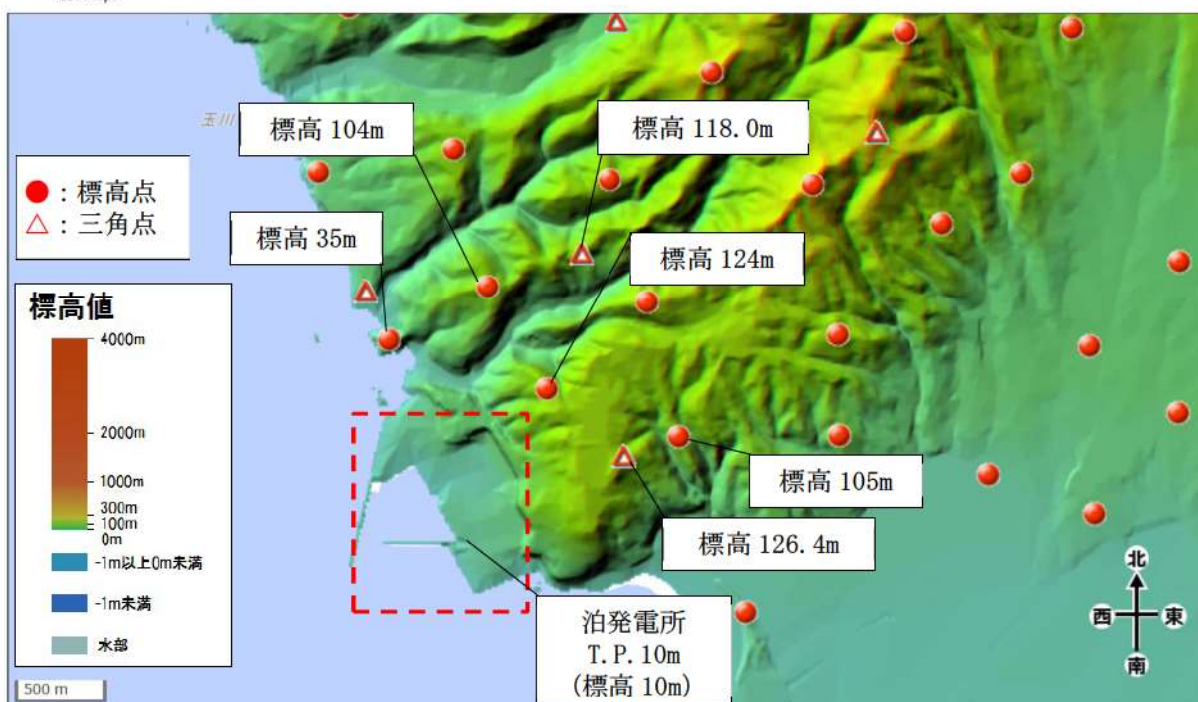 玉川
標高 104m
標高 118.0m
●：標高点
△：三角点
標高 35m
標高 124m
標高値
4000m
2000m
1000m
300m
100m
0m
-1m以上0m未満
-1m未満
水部
標高 105m
標高 126.4m
泊発電所
T.P.10m
(標高 10m)
北
西
東
南
500 m